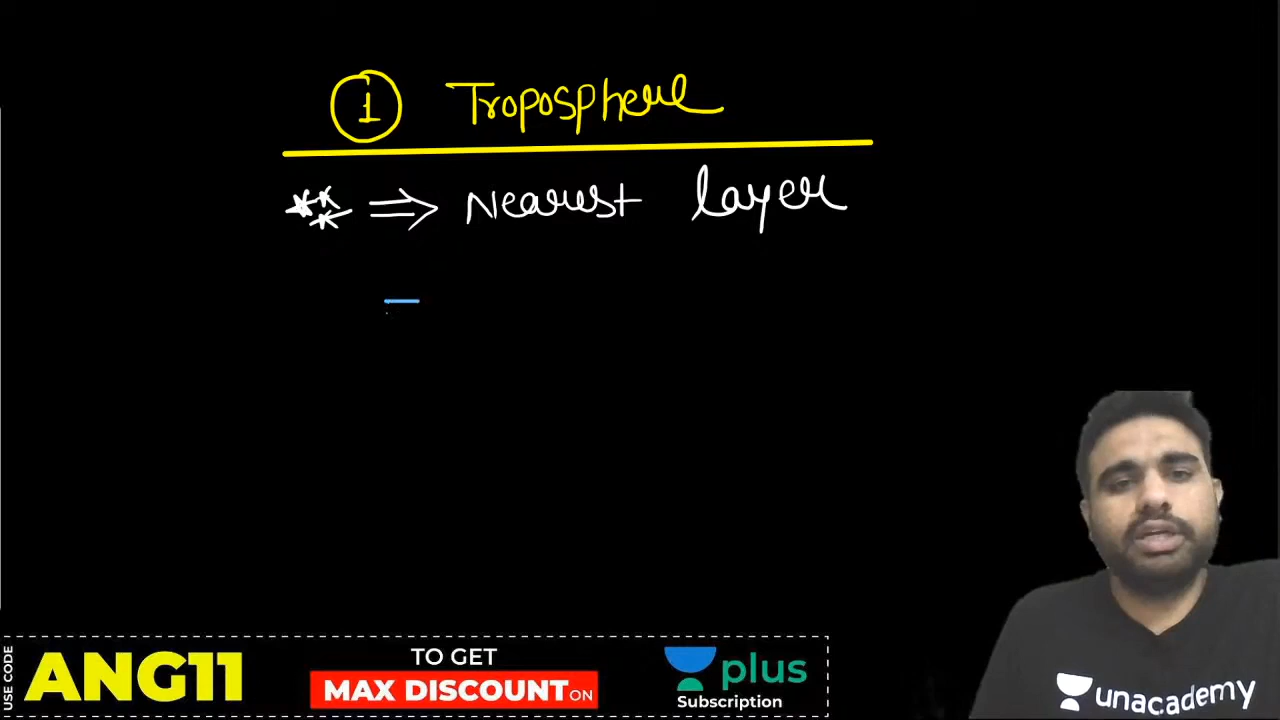 1 Troposphere
** * ⇒ Nearest layer
USE CODE
ANG11
TO GET
MAX DISCOUNT ON
plus
Subscription
unacademy